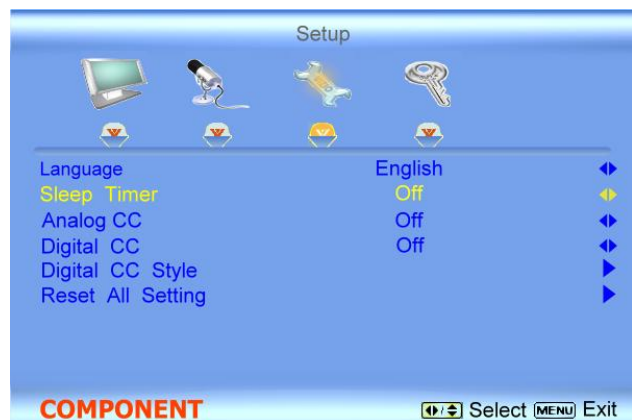 Setup
Language English
Sleep Timer Off
Analog CC Off
Digital CC Off
Digital CC Style
Reset All Setting
COMPONENT Select MENU Exit